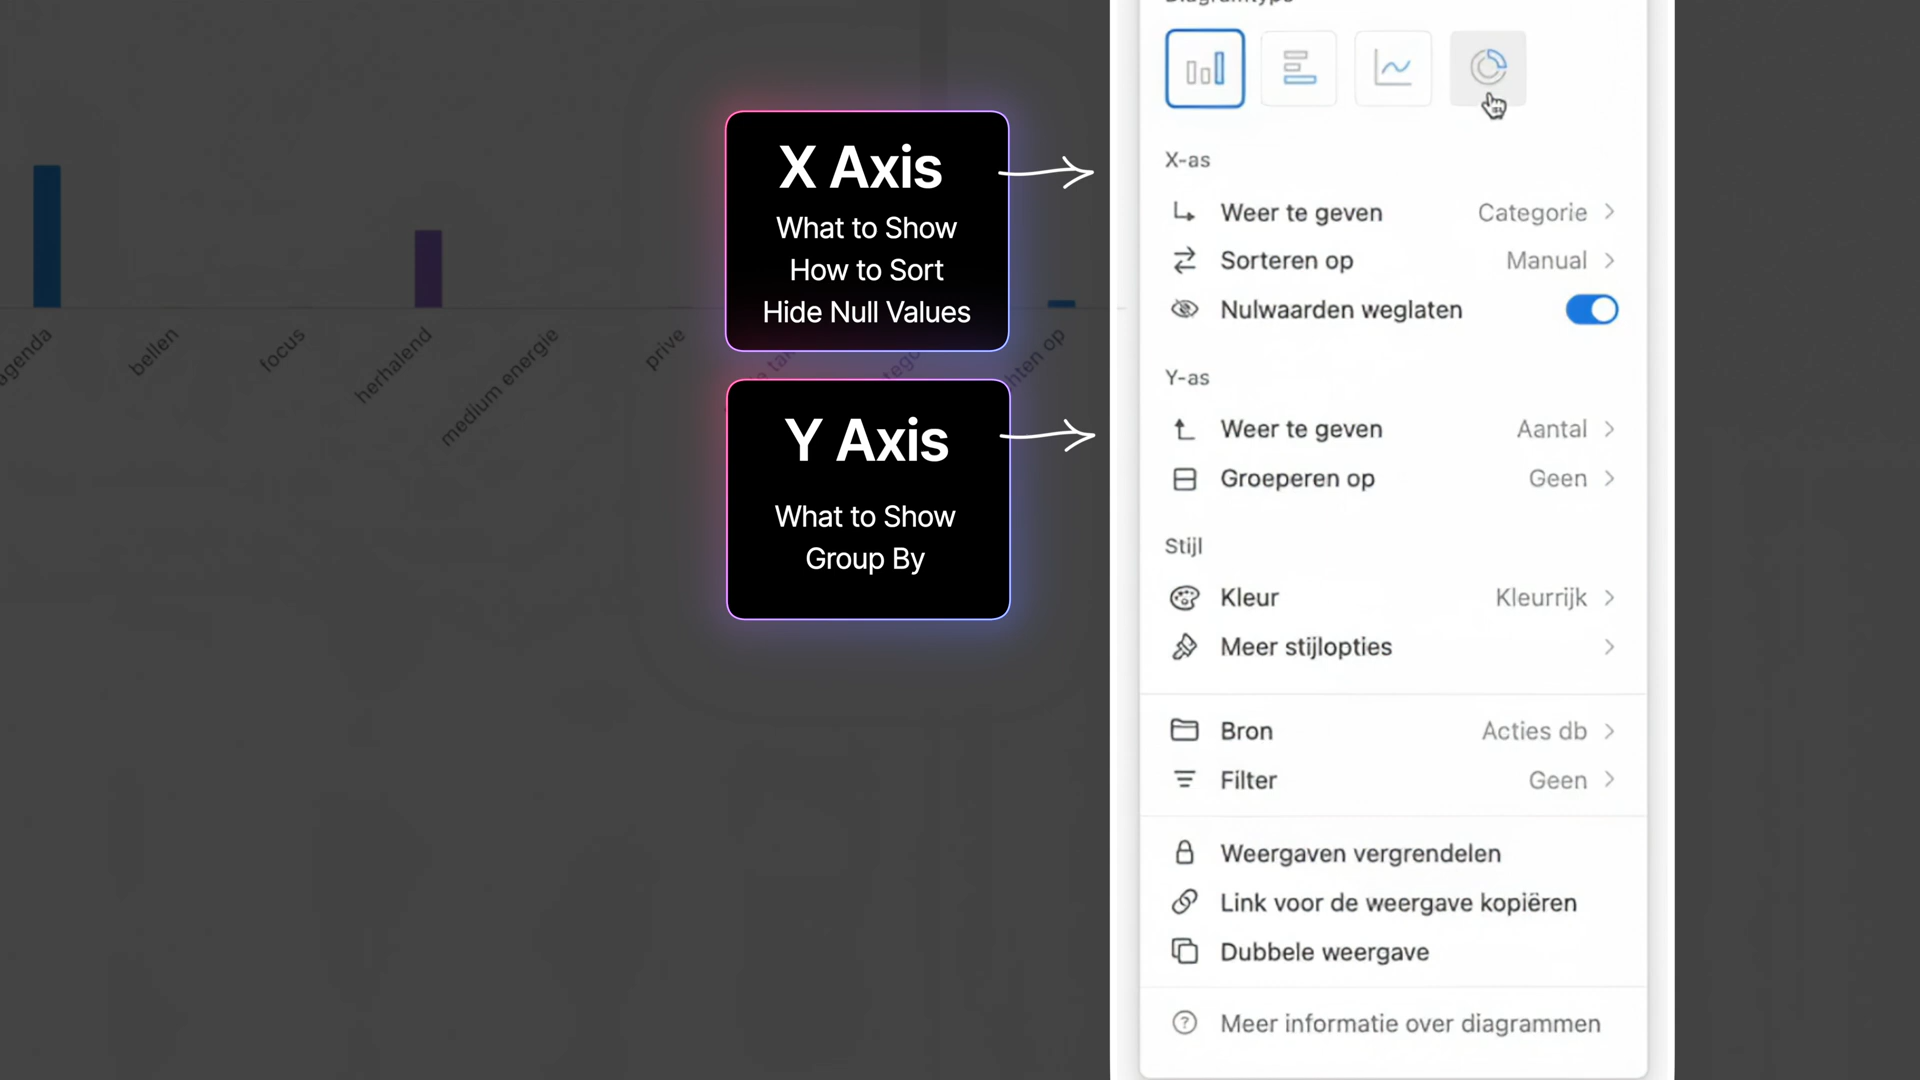 Diagramtype
X-as
Weer te geven Categorie
Sorteren op Manual
Nulwaarden weglaten
Y-as
Weer te geven Aantal
Groeperen op Geen
Stijl
Kleur Kleurrijk
Meer stijlopties
Bron Acties db
Filter Geen
Weergaven vergrendelen
Link voor de weergave kopiëren
Dubbele weergave
Meer informatie over diagrammen
X Axis
What to Show
How to Sort
Hide Null Values
Y Axis
What to Show
Group By
agenda
bellen
focus
herhalend
medium energie
prive